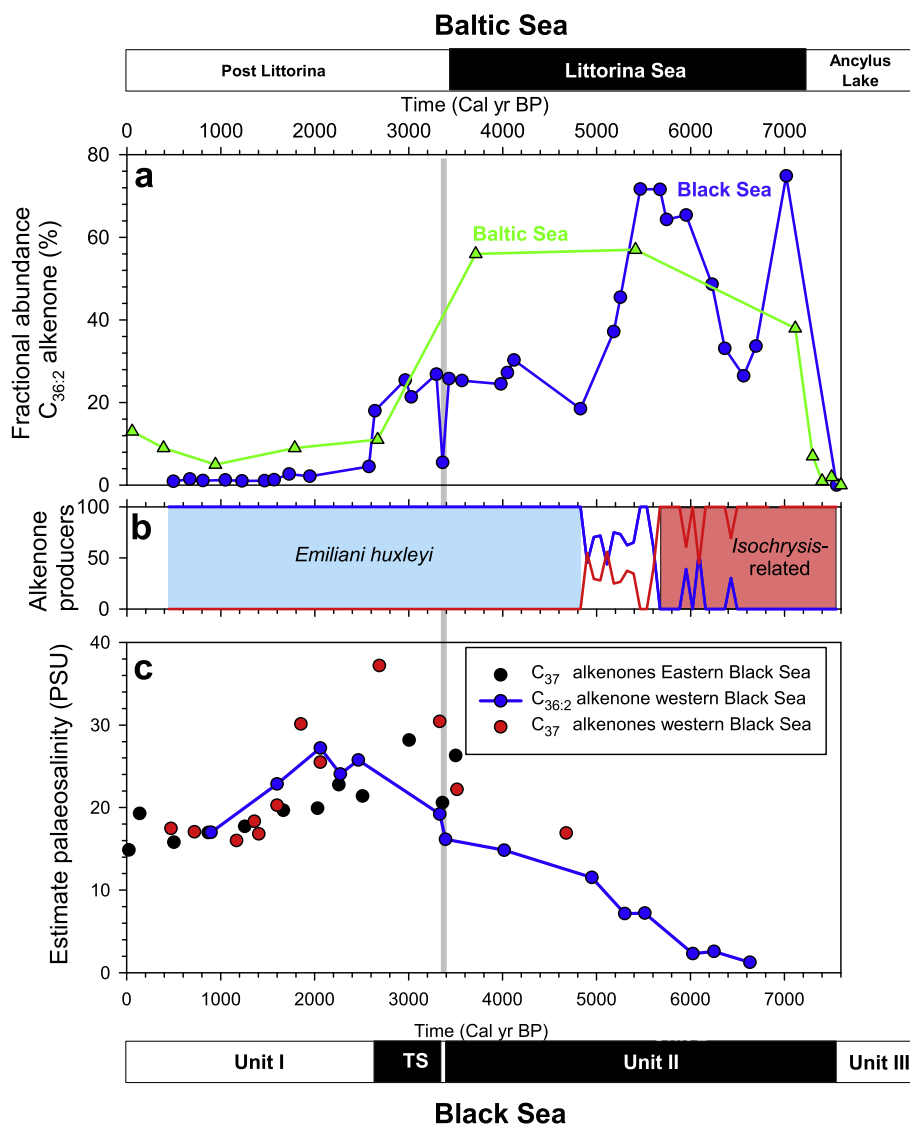 Baltic Sea
Post Littorina
Littorina Sea
Ancylus
Lake
Time (Cal yr BP)
0 1000 2000 3000 4000 5000 6000 7000
a
Black Sea
Baltic Sea
Fractional abundance
C36:2 alkenone (%)
80
60
40
20
0
b
Alkenone
producers
100
50
0
Emiliani huxleyi
Isochrysis-
related
c
Estimate palaeosalinity (PSU)
40
30
20
10
0
C37 alkenones Eastern Black Sea
C36:2 alkenone western Black Sea
C37 alkenones western Black Sea
0 1000 2000 3000 4000 5000 6000 7000
Time (Cal yr BP)
Unit I
TS
Unit II
Unit III
Black Sea